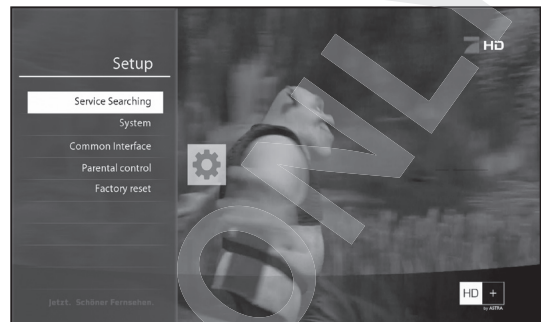 HD
Setup
Service Searching
System
Common Interface
Parental control
Factory reset
Jetzt. Schöner Fernsehen.
HD +
by ASTRA
ONLY